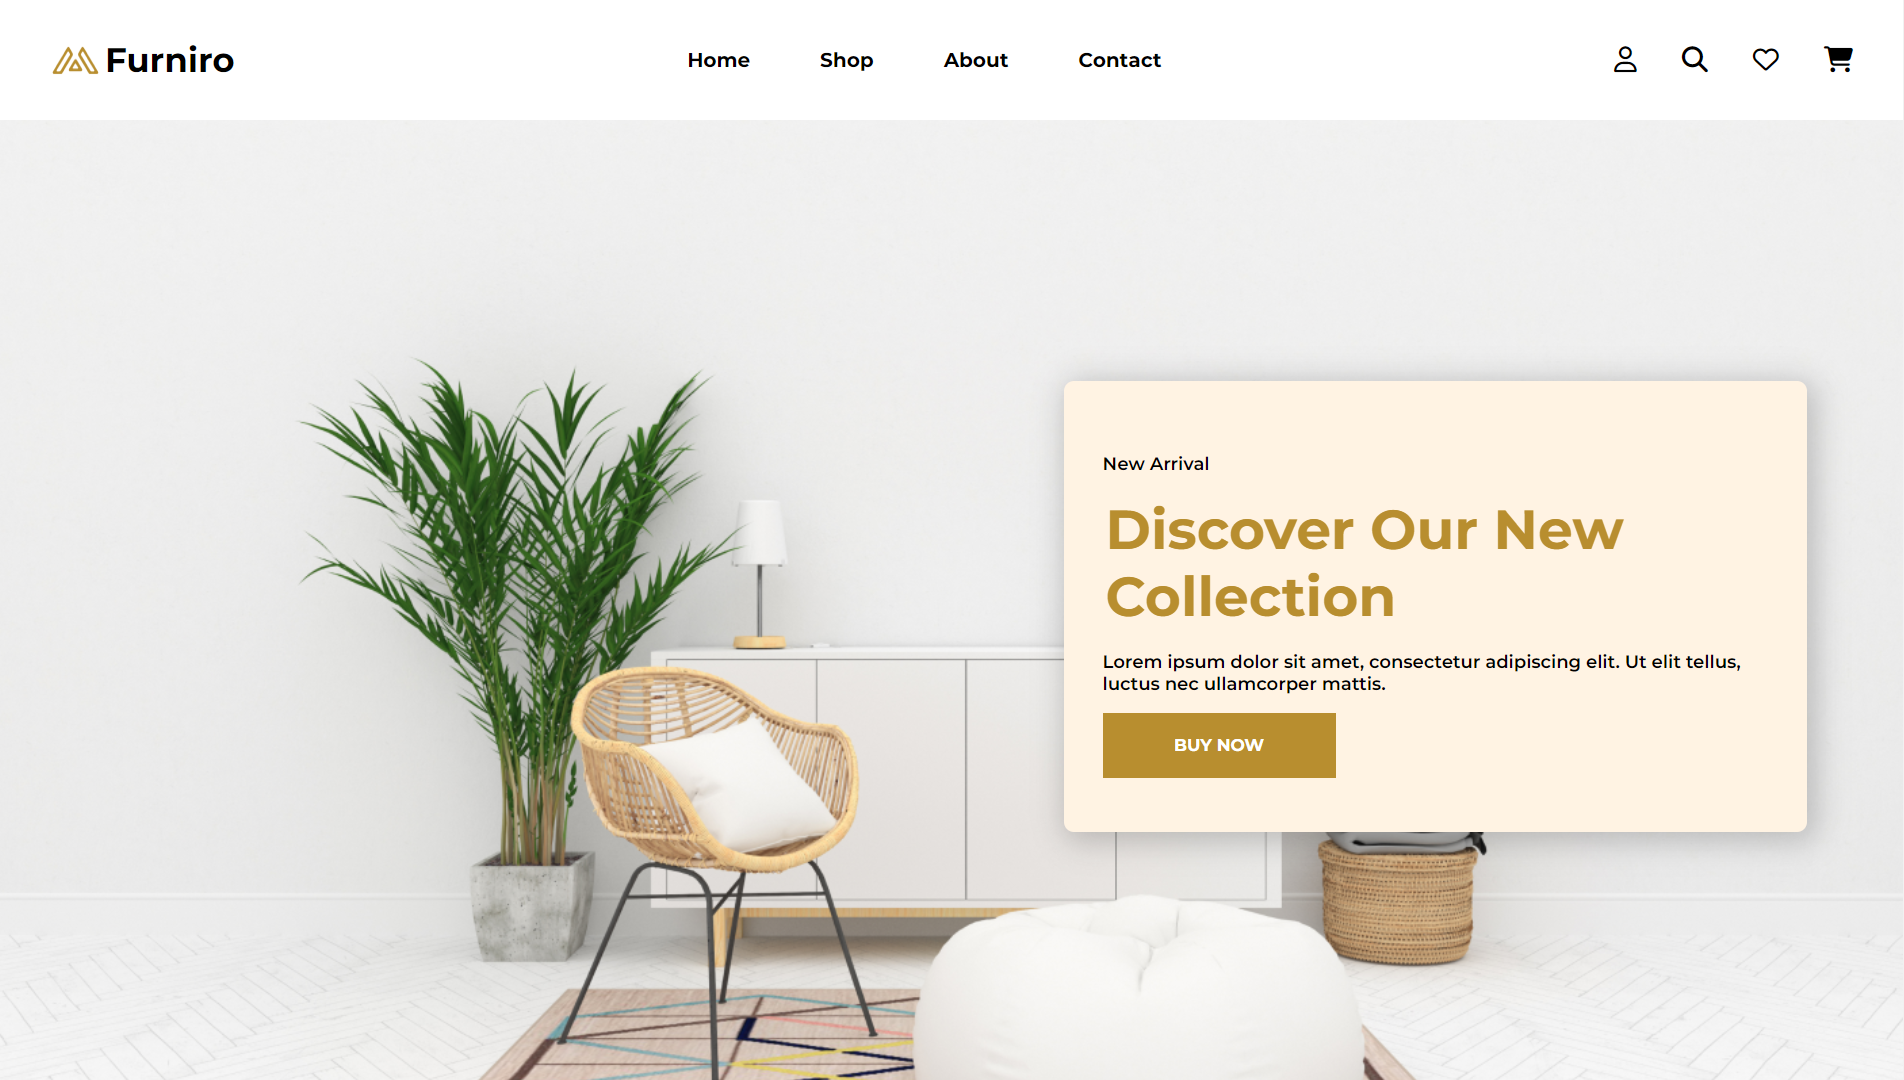 Furniro
Home
Shop
About
Contact
New Arrival
Discover Our New
Collection
Lorem ipsum dolor sit amet, consectetur adipiscing elit. Ut elit tellus,
luctus nec ullamcorper mattis.
BUY NOW